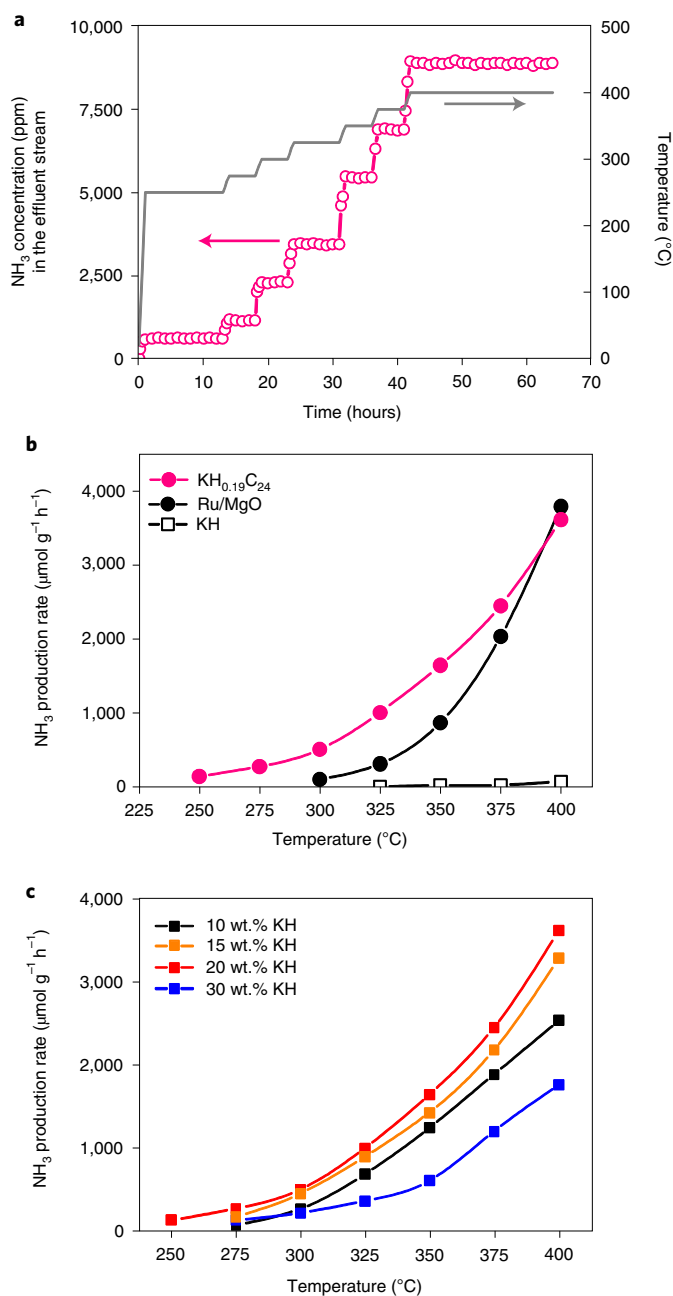 a
10,000
7,500
5,000
2,500
0
NH₃ concentration (ppm)
in the effluent stream
500
400
300
200
100
0
Temperature (°C)
0 10 20 30 40 50 60 70
Time (hours)
b
KH₀.₁₉C₂₄
Ru/MgO
KH
4,000
3,000
2,000
1,000
0
NH₃ production rate (μmol g⁻¹ h⁻¹)
225 250 275 300 325 350 375 400
Temperature (°C)
c
10 wt.% KH
15 wt.% KH
20 wt.% KH
30 wt.% KH
4,000
3,000
2,000
1,000
0
NH₃ production rate (μmol g⁻¹ h⁻¹)
250 275 300 325 350 375 400
Temperature (°C)